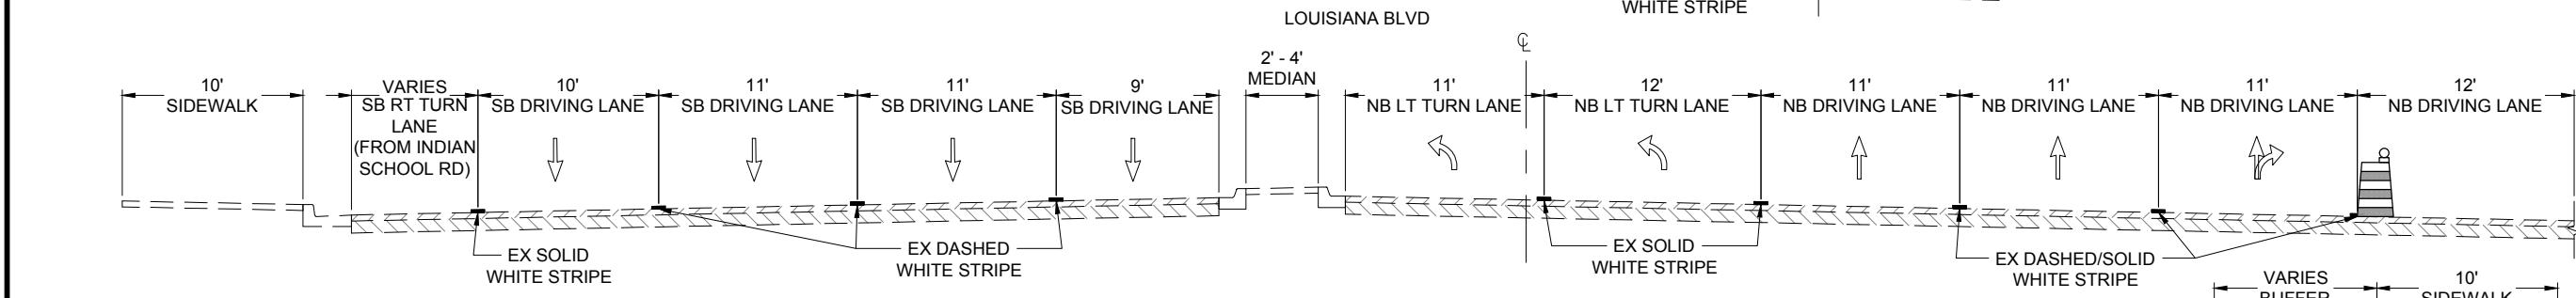 WHITE STRIPE
LOUISIANA BLVD
℄
10'
SIDEWALK
VARIES
SB RT TURN
LANE
(FROM INDIAN
SCHOOL RD)
10'
SB DRIVING LANE
11'
SB DRIVING LANE
11'
SB DRIVING LANE
9'
SB DRIVING LANE
2' - 4'
MEDIAN
11'
NB LT TURN LANE
12'
NB LT TURN LANE
11'
NB DRIVING LANE
11'
NB DRIVING LANE
11'
NB DRIVING LANE
12'
NB DRIVING LANE
EX SOLID
WHITE STRIPE
EX DASHED
WHITE STRIPE
EX SOLID
WHITE STRIPE
EX DASHED/SOLID
WHITE STRIPE
VARIES
BUFFER
10'
SIDEWALK